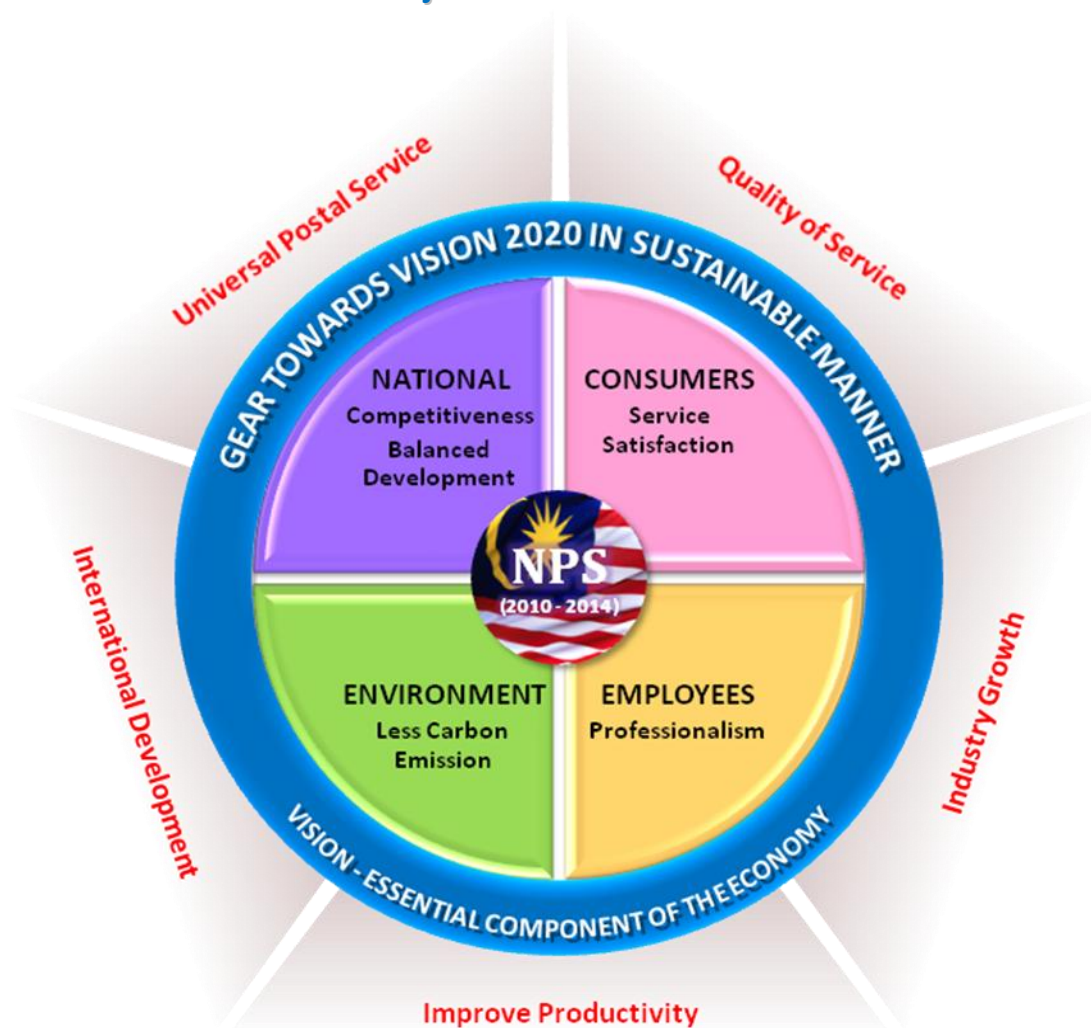 Universal Postal Service
Quality of Service
GEAR TOWARDS VISION 2020 IN SUSTAINABLE MANNER
NATIONAL
Competitiveness
Balanced
Development
CONSUMERS
Service
Satisfaction
NPS
(2010 - 2014)
ENVIRONMENT
Less Carbon
Emission
EMPLOYEES
Professionalism
International Development
Industry Growth
VISION - ESSENTIAL COMPONENT OF THE ECONOMY
Improve Productivity